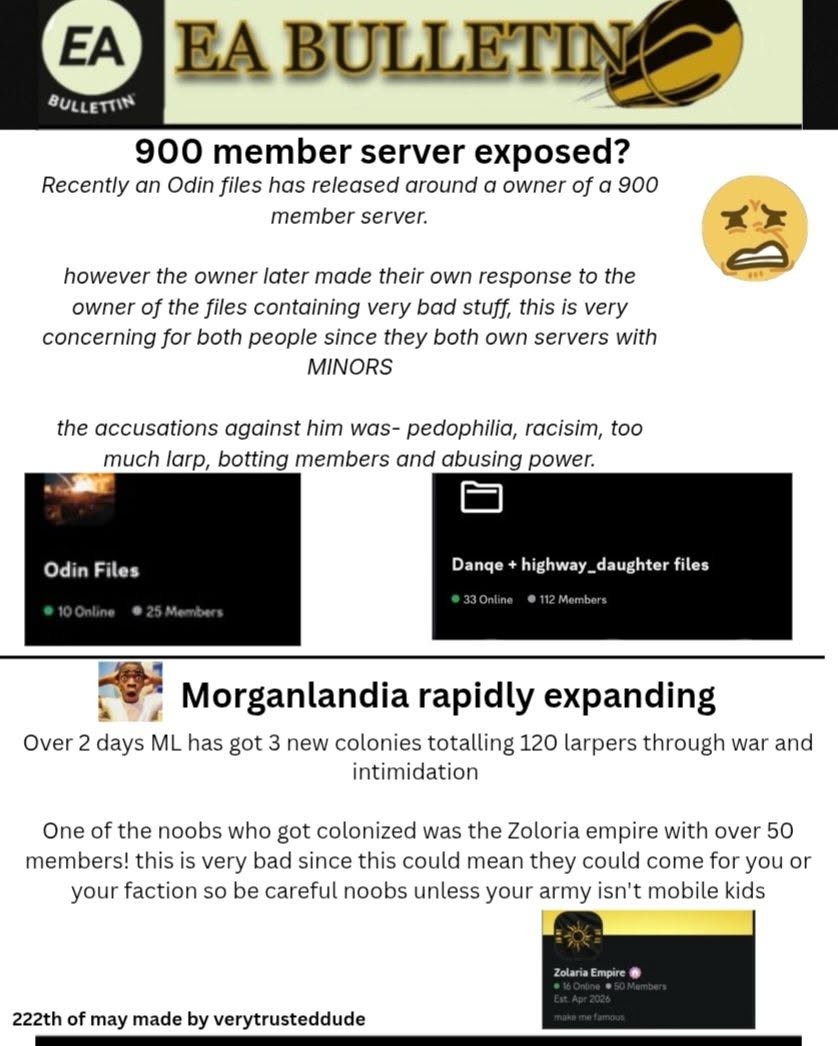 EA
BULLETTIN
EA BULLETIN
900 member server exposed?
Recently an Odin files has released around a owner of a 900
member server.
however the owner later made their own response to the
owner of the files containing very bad stuff, this is very
concerning for both people since they both own servers with
MINORS
the accusations against him was- pedophilia, racisim, too
much larp, botting members and abusing power.
Odin Files
10 Online 25 Members
Danqe + highway_daughter files
33 Online 112 Members
Morganlandia rapidly expanding
Over 2 days ML has got 3 new colonies totalling 120 larpers through war and
intimidation
One of the noobs who got colonized was the Zoloria empire with over 50
members! this is very bad since this could mean they could come for you or
your faction so be careful noobs unless your army isn't mobile kids
Zolaria Empire
16 Online 50 Members
Est. Apr 2026
make me famous
222th of may made by verytrusteddude